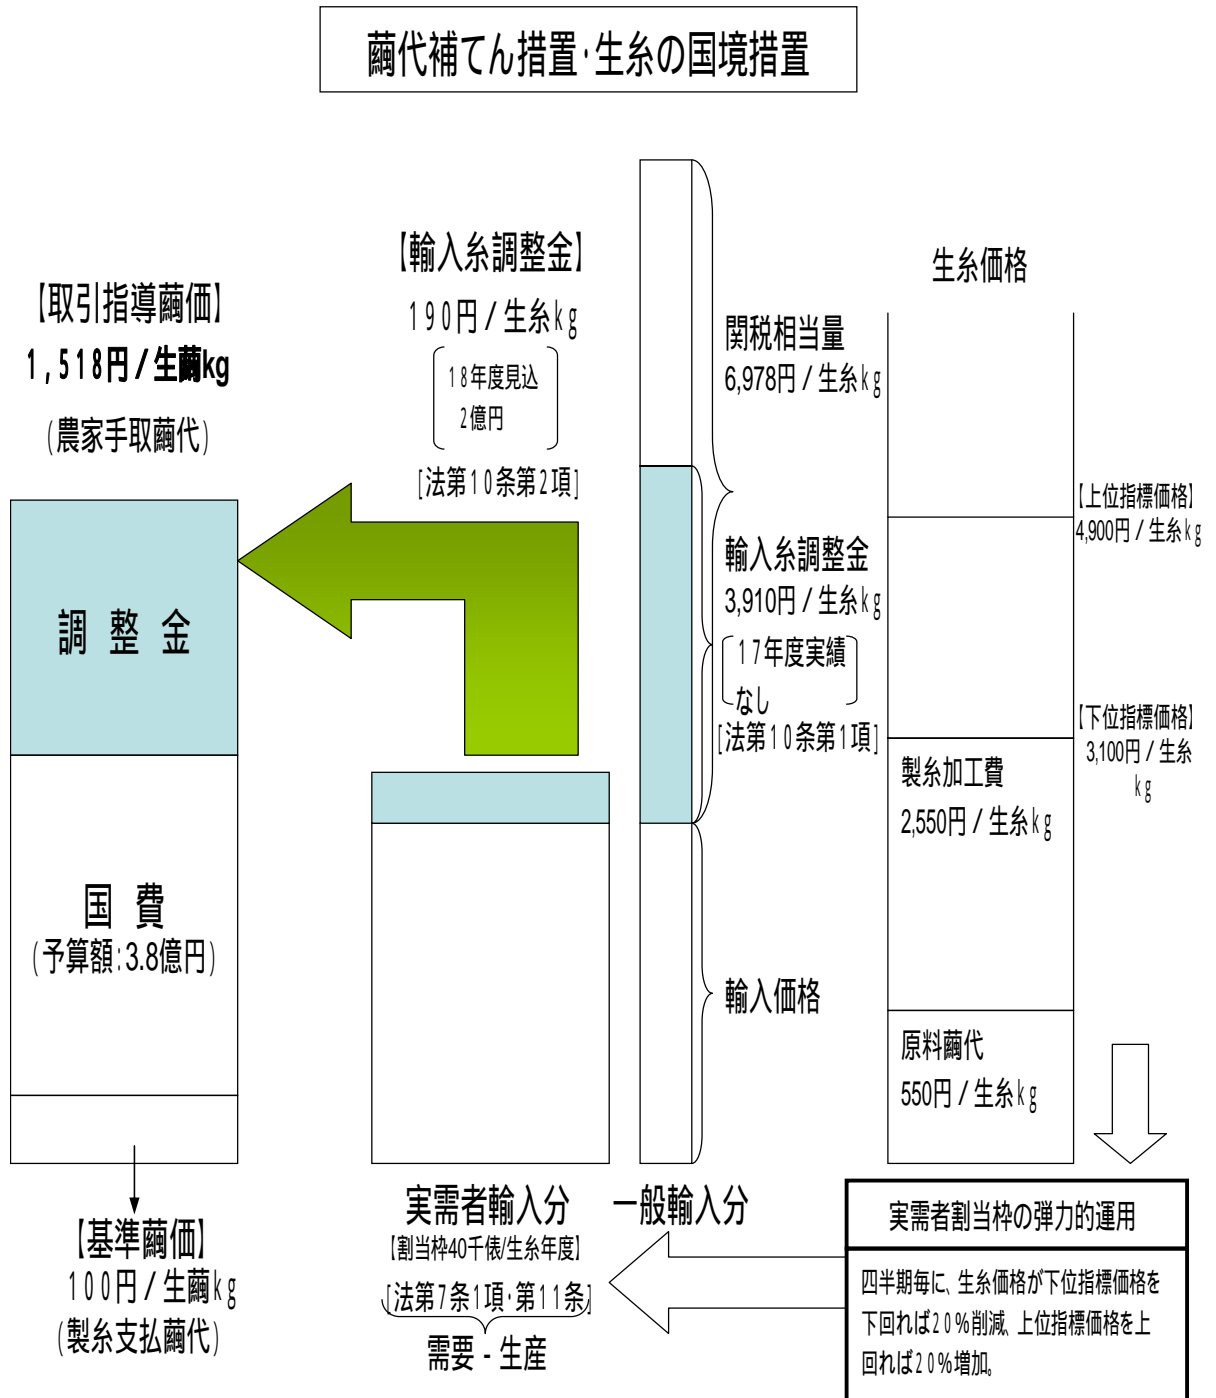 繭代補てん措置・生糸の国境措置
【取引指導繭価】
1,518円/生繭kg
(農家手取繭代)
調 整 金
国 費
(予算額:3.8億円)
【基準繭価】
100円/生繭kg
(製糸支払繭代)
【輸入糸調整金】
190円/生糸kg
18年度見込
2億円
[法第10条第2項]
実需者輸入分
【割当枠40千俵/生糸年度】
[法第7条1項・第11条]
需要-生産
関税相当量
6,978円/生糸kg
輸入糸調整金
3,910円/生糸kg
17年度実績
なし
[法第10条第1項]
輸入価格
一般輸入分
生糸価格
【上位指標価格】
4,900円/生糸kg
【下位指標価格】
3,100円/生糸
kg
製糸加工費
2,550円/生糸kg
原料繭代
550円/生糸kg
実需者割当枠の弾力的運用
四半期毎に、生糸価格が下位指標価格を
下回れば20%削減、上位指標価格を上
回れば20%増加。